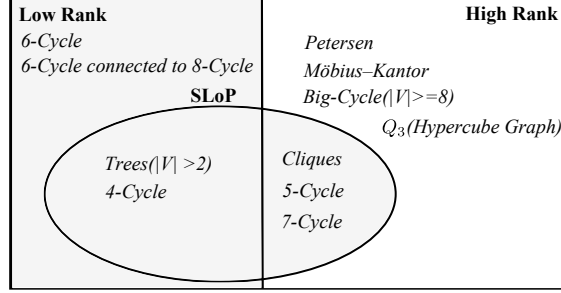 Low Rank
6-Cycle
6-Cycle connected to 8-Cycle
SLoP
Trees(|V| >2)
4-Cycle
High Rank
Petersen
Möbius–Kantor
Big-Cycle(|V|>=8)
Q₃(Hypercube Graph)
Cliques
5-Cycle
7-Cycle